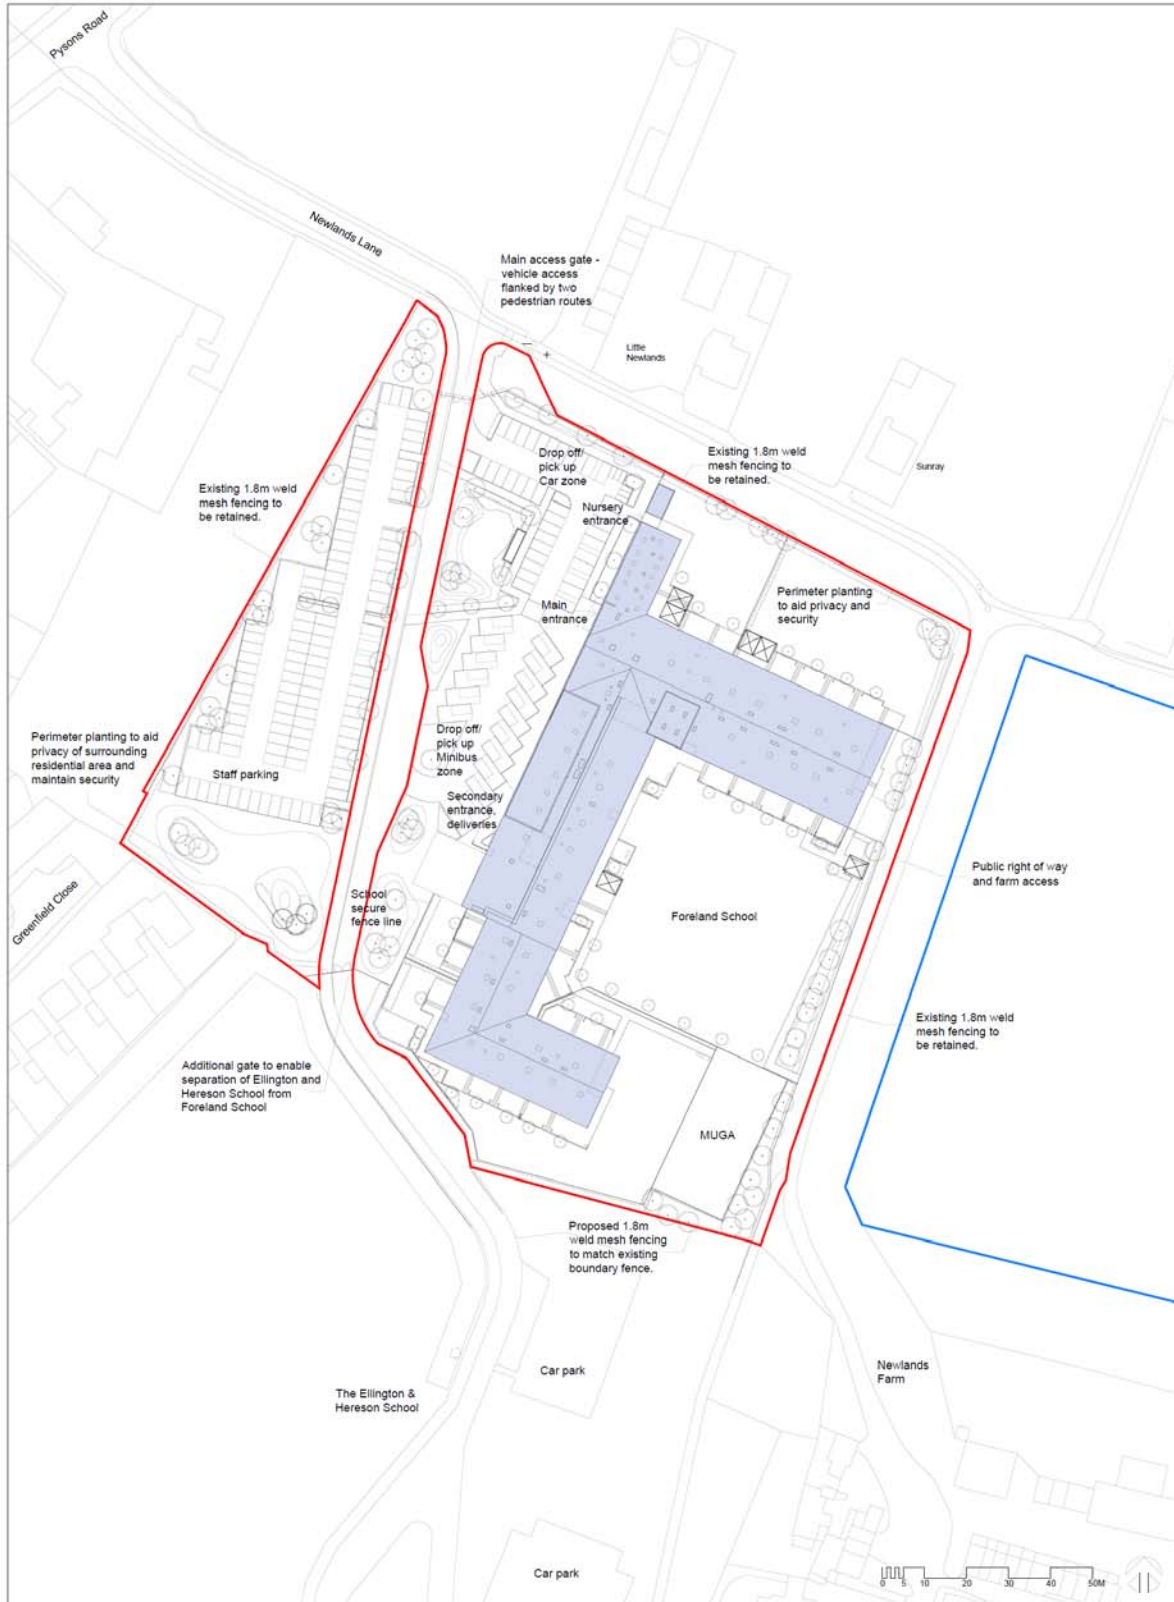 Pysons Road
Newlands Lane
Main access gate -
vehicle access
flanked by two
pedestrian routes
Little
Newlands
Drop off/
pick up
Car zone
Existing 1.8m weld
mesh fencing to
be retained.
Sunray
Existing 1.8m weld
mesh fencing to
be retained.
Nursery
entrance
Main
entrance
Perimeter planting
to aid privacy and
security
Perimeter planting to aid
privacy of surrounding
residential area and
maintain security
Staff parking
Drop off/
pick up
Minibus
zone
Secondary
entrance,
deliveries
Public right of way
and farm access
Greenfield Close
School
secure
fence line
Foreland School
Existing 1.8m weld
mesh fencing to
be retained.
Additional gate to enable
separation of Ellington and
Hereson School from
Foreland School
MUGA
Proposed 1.8m
weld mesh fencing
to match existing
boundary fence.
Car park
Newlands
Farm
The Ellington &
Hereson School
Car park
0 5 10 20 30 40 50M